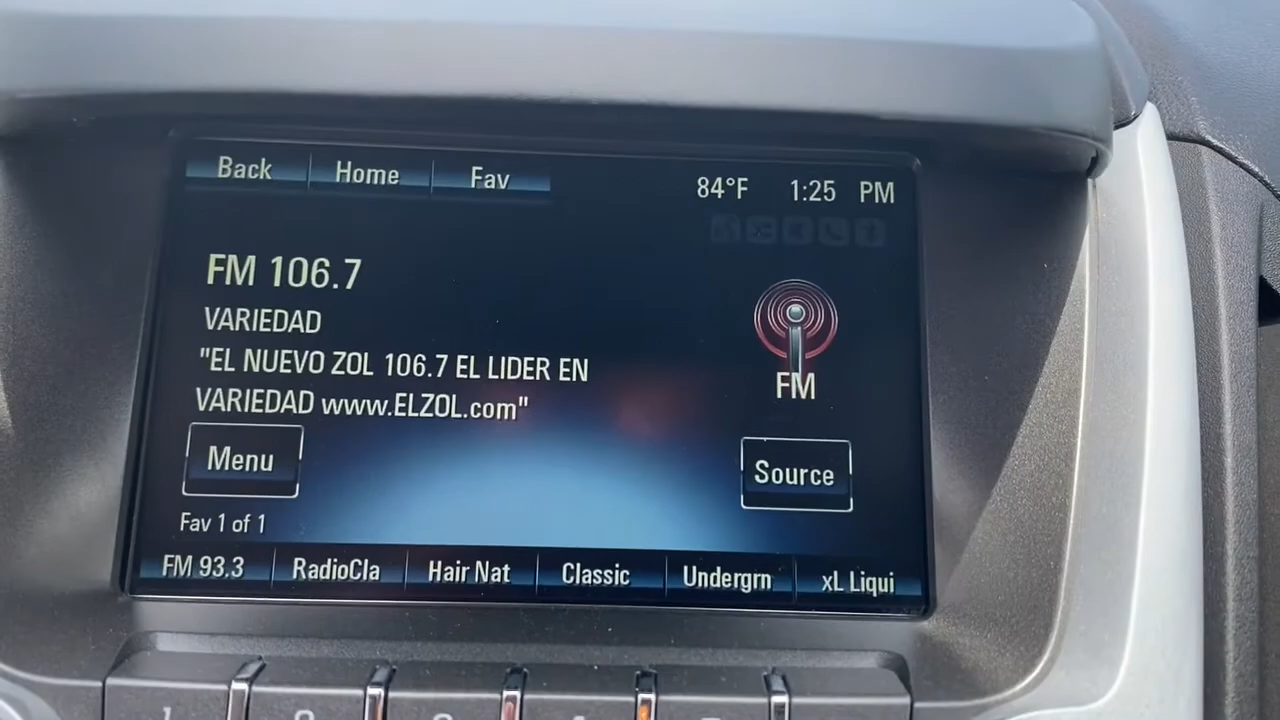 Back Home Fav 84°F 1:25 PM
FM 106.7
VARIEDAD
"EL NUEVO ZOL 106.7 EL LIDER EN
VARIEDAD www.ELZOL.com"
FM
Menu Source
Fav 1 of 1
FM 93.3 RadioCla Hair Nat Classic Undergrn xL Liqui